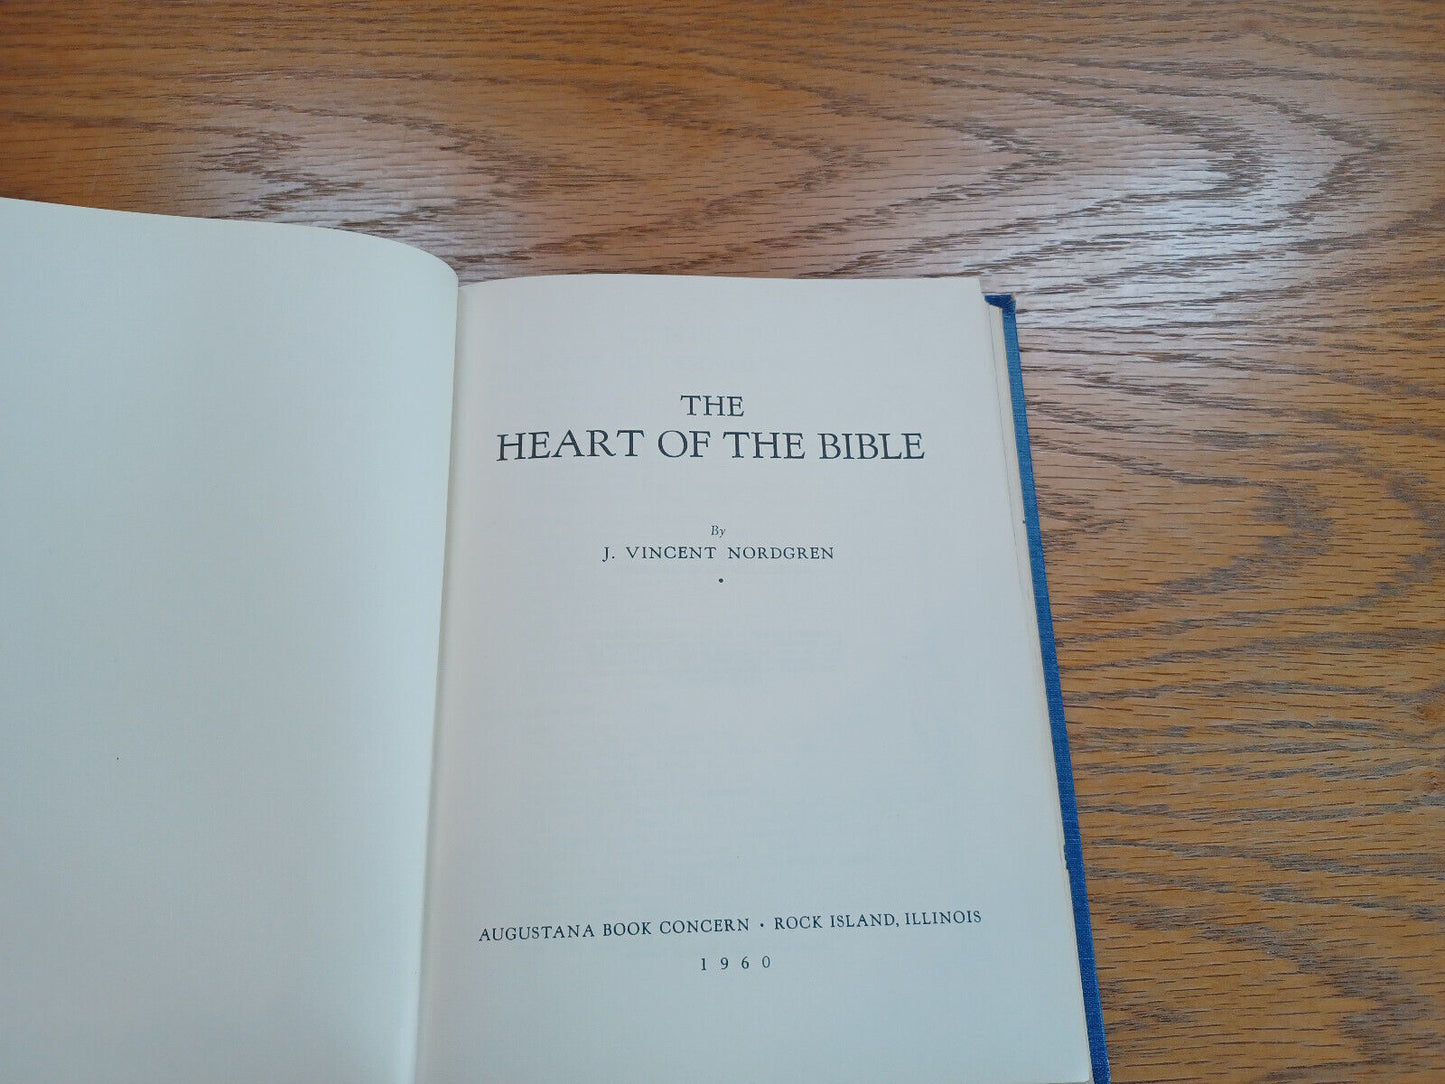 THE
HEART OF THE BIBLE
By
J. VINCENT NORDGREN
•
AUGUSTANA BOOK CONCERN • ROCK ISLAND, ILLINOIS
1960